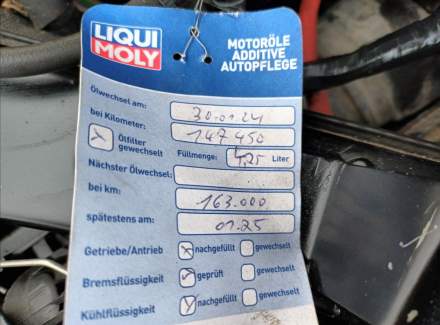 LIQUI
MOLY
MOTORÖLE
ADDITIVE
AUTOPFLEGE
Ölwechsel am: 30.01.24
bei Kilometer: 147450
Ölfilter
gewechselt
Füllmenge: 4,25 Liter
Nächster Ölwechsel:
bei km: 163.000
spätestens am: 01.25
Getriebe/Antrieb nachgefüllt gewechselt
Bremsflüssigkeit geprüft gewechselt
Kühlflüssigkeit nachgefüllt gewechselt